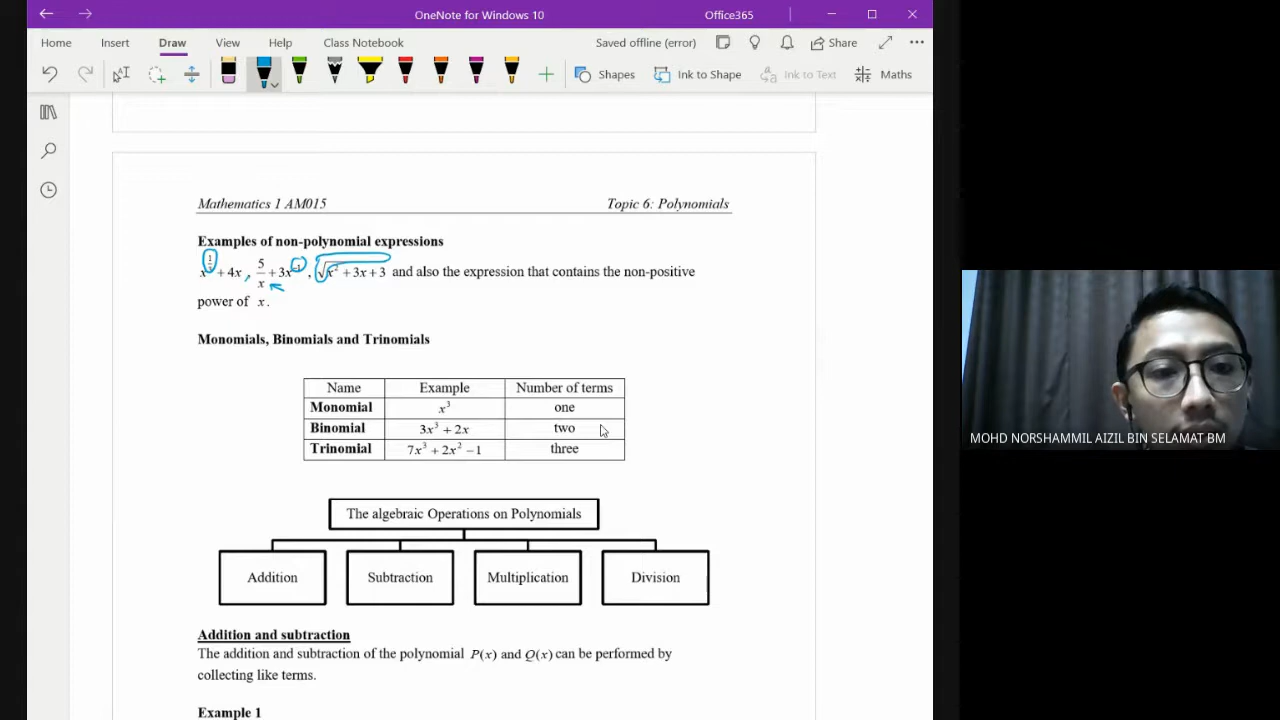 OneNote for Windows 10
Office365
Home Insert Draw View Help Class Notebook
Saved offline (error)
Share
Shapes
Ink to Shape
Ink to Text
Maths
Mathematics 1 AM015
Topic 6: Polynomials
Examples of non-polynomial expressions
+ 4x , 5/x + 3x , √x² + 3x + 3 and also the expression that contains the non-positive
power of x.
Monomials, Binomials and Trinomials
Name Example Number of terms
Monomial x³ one
Binomial 3x³ + 2x two
Trinomial 7x³ + 2x² − 1 three
The algebraic Operations on Polynomials
Addition
Subtraction
Multiplication
Division
Addition and subtraction
The addition and subtraction of the polynomial P(x) and Q(x) can be performed by
collecting like terms.
Example 1
MOHD NORSHAMMIL AIZIL BIN SELAMAT BM